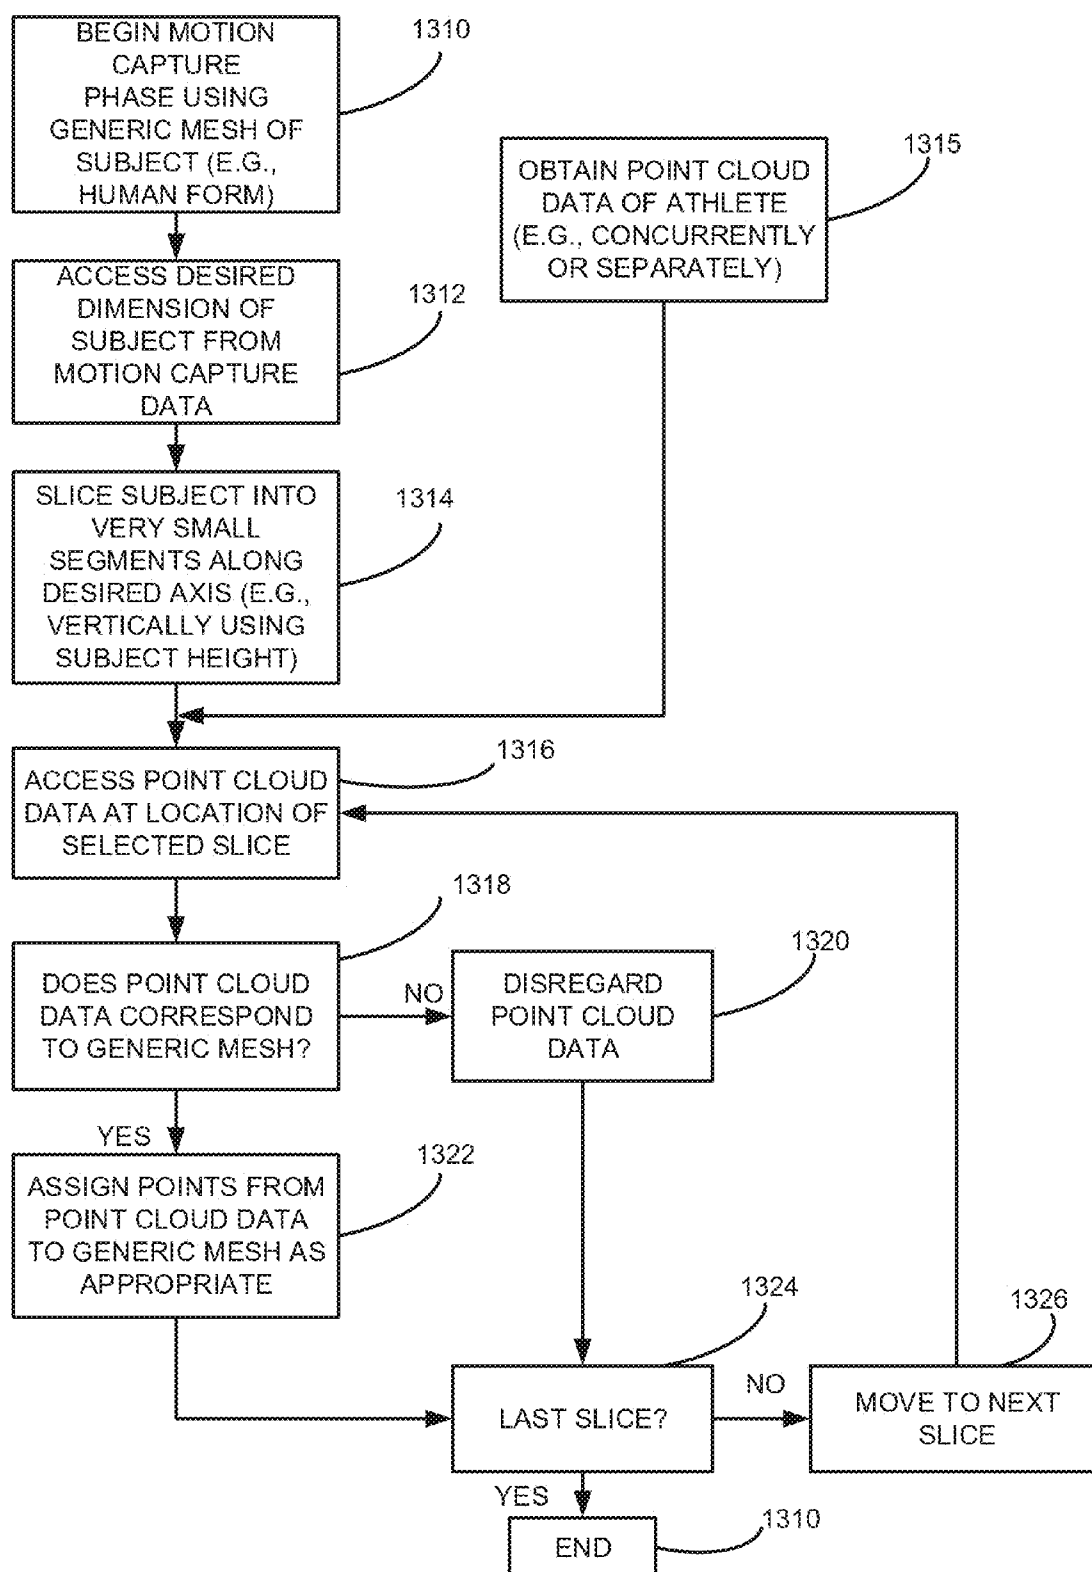 BEGIN MOTION
CAPTURE
PHASE USING
GENERIC MESH OF
SUBJECT (E.G.,
HUMAN FORM)
1310
OBTAIN POINT CLOUD
DATA OF ATHLETE
(E.G., CONCURRENTLY
OR SEPARATELY)
1315
ACCESS DESIRED
DIMENSION OF
SUBJECT FROM
MOTION CAPTURE
DATA
1312
SLICE SUBJECT INTO
VERY SMALL
SEGMENTS ALONG
DESIRED AXIS (E.G.,
VERTICALLY USING
SUBJECT HEIGHT)
1314
ACCESS POINT CLOUD
DATA AT LOCATION OF
SELECTED SLICE
1316
DOES POINT CLOUD
DATA CORRESPOND
TO GENERIC MESH?
1318
NO
DISREGARD
POINT CLOUD
DATA
1320
YES
ASSIGN POINTS FROM
POINT CLOUD DATA
TO GENERIC MESH AS
APPROPRIATE
1322
LAST SLICE?
1324
NO
MOVE TO NEXT
SLICE
1326
YES
END
1310